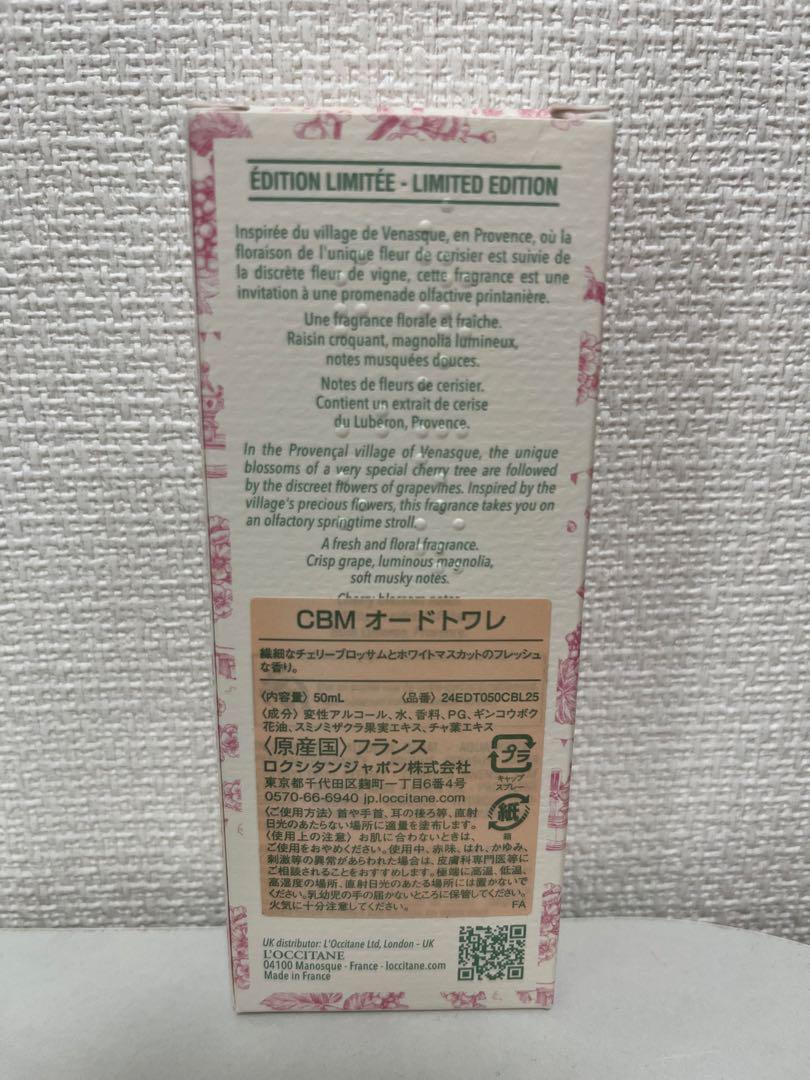 ÉDITION LIMITÉE - LIMITED EDITION
Inspirée du village de Venasque, en Provence, où la
floraison de l'unique fleur de cerisier est suivie de
la discrète fleur de vigne, cette fragrance est une
invitation à une promenade olfactive printanière.
Une fragrance florale et fraîche.
Raisin croquant, magnolia lumineux,
notes musquées douces.
Notes de fleurs de cerisier.
Contient un extrait de cerise
du Luberon, Provence.
In the Provençal village of Venasque, the unique
blossoms of a very special cherry tree are followed
by the discreet flowers of grapevines. Inspired by the
village's precious flowers, this fragrance takes you on
an olfactory springtime stroll.
A fresh and floral fragrance.
Crisp grape, luminous magnolia,
soft musky notes.
CBM オードトワレ
繊細なチェリーブロッサムとホワイトマスカットのフレッシュ
な香り。
〈内容量〉 50mL 〈品番〉 24EDT050CBL25
〈成分〉 変性アルコール、水、香料、PG、ギンコウボク
花油、スミノミザクラ果実エキス、チャ葉エキス
〈原産国〉フランス
プラ
ロクシタンジャポン株式会社
キャップ
スプレー
東京都千代田区麹町一丁目6番4号
0570-66-6940 jp.loccitane.com
紙
箱
〈ご使用方法〉 首や手首、耳の後ろ等、直射
日光のあたらない場所に適量を塗布します。
〈使用上の注意〉 お肌に合わないときは、
ご使用をおやめください。使用中、赤味、はれ、かゆみ、
刺激等の異常があらわれた場合は、皮膚科専門医等に
ご相談されることをおすすめします。極端に高温、低温、
高湿度の場所、直射日光のあたる場所には置かないで
ください。乳幼児の手の届かないところに保管してください。
火気に十分注意してください。 FA
UK distributor: L'Occitane Ltd, London - UK
L'OCCITANE
04100 Manosque - France - loccitane.com
Made in France